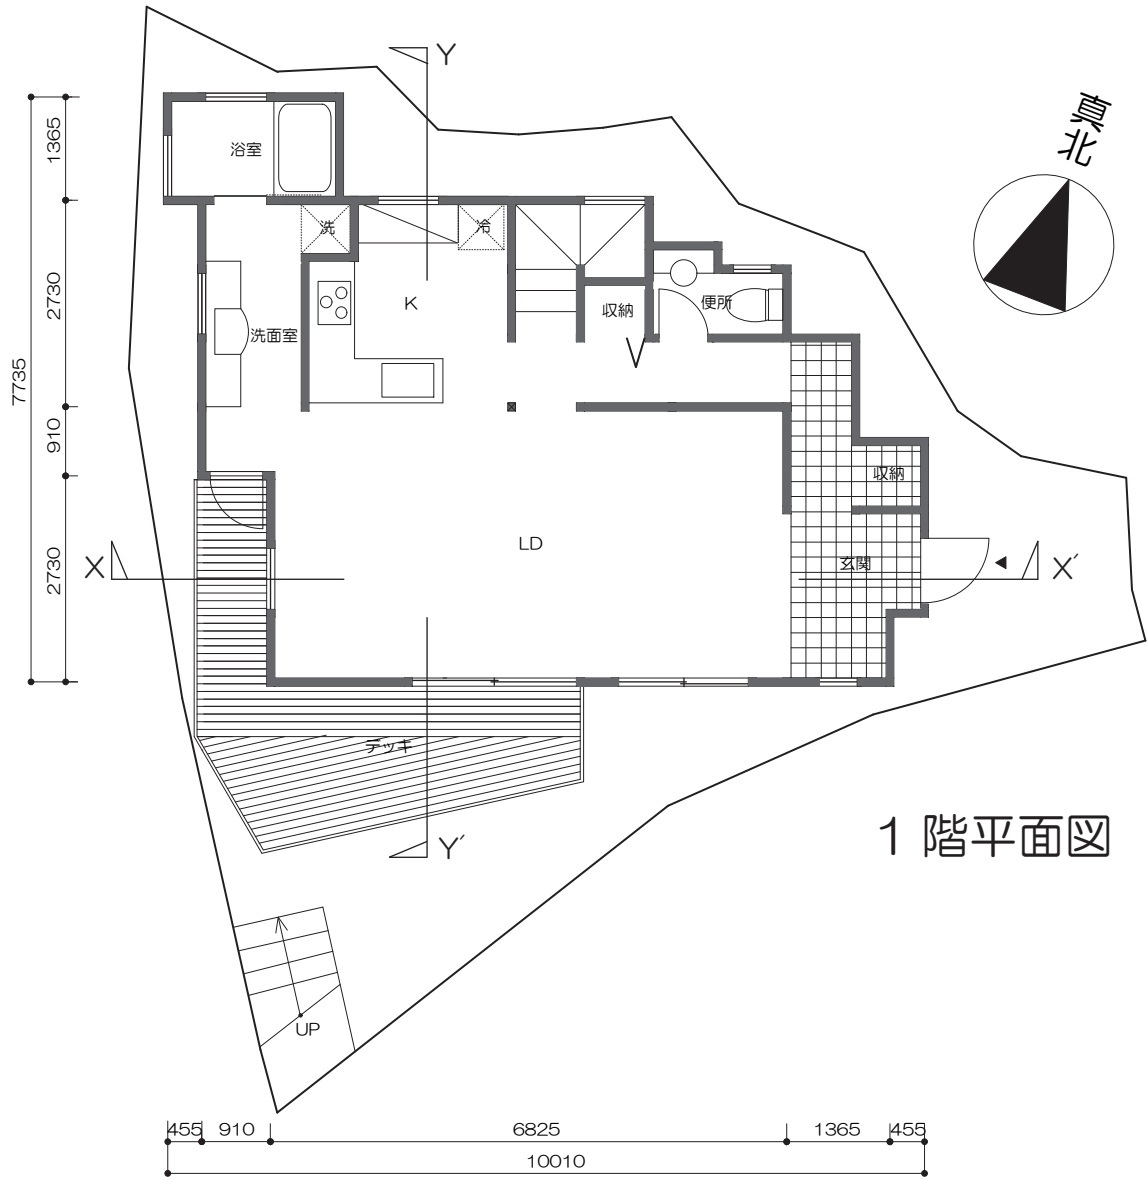 Y
真北
1365
浴室
洗
冷
2730
K
収納
便所
洗面室
7735
910
収納
LD
2730
玄関
X
X´
デッキ
Y´
1階平面図
UP
455
910
6825
1365
455
10010